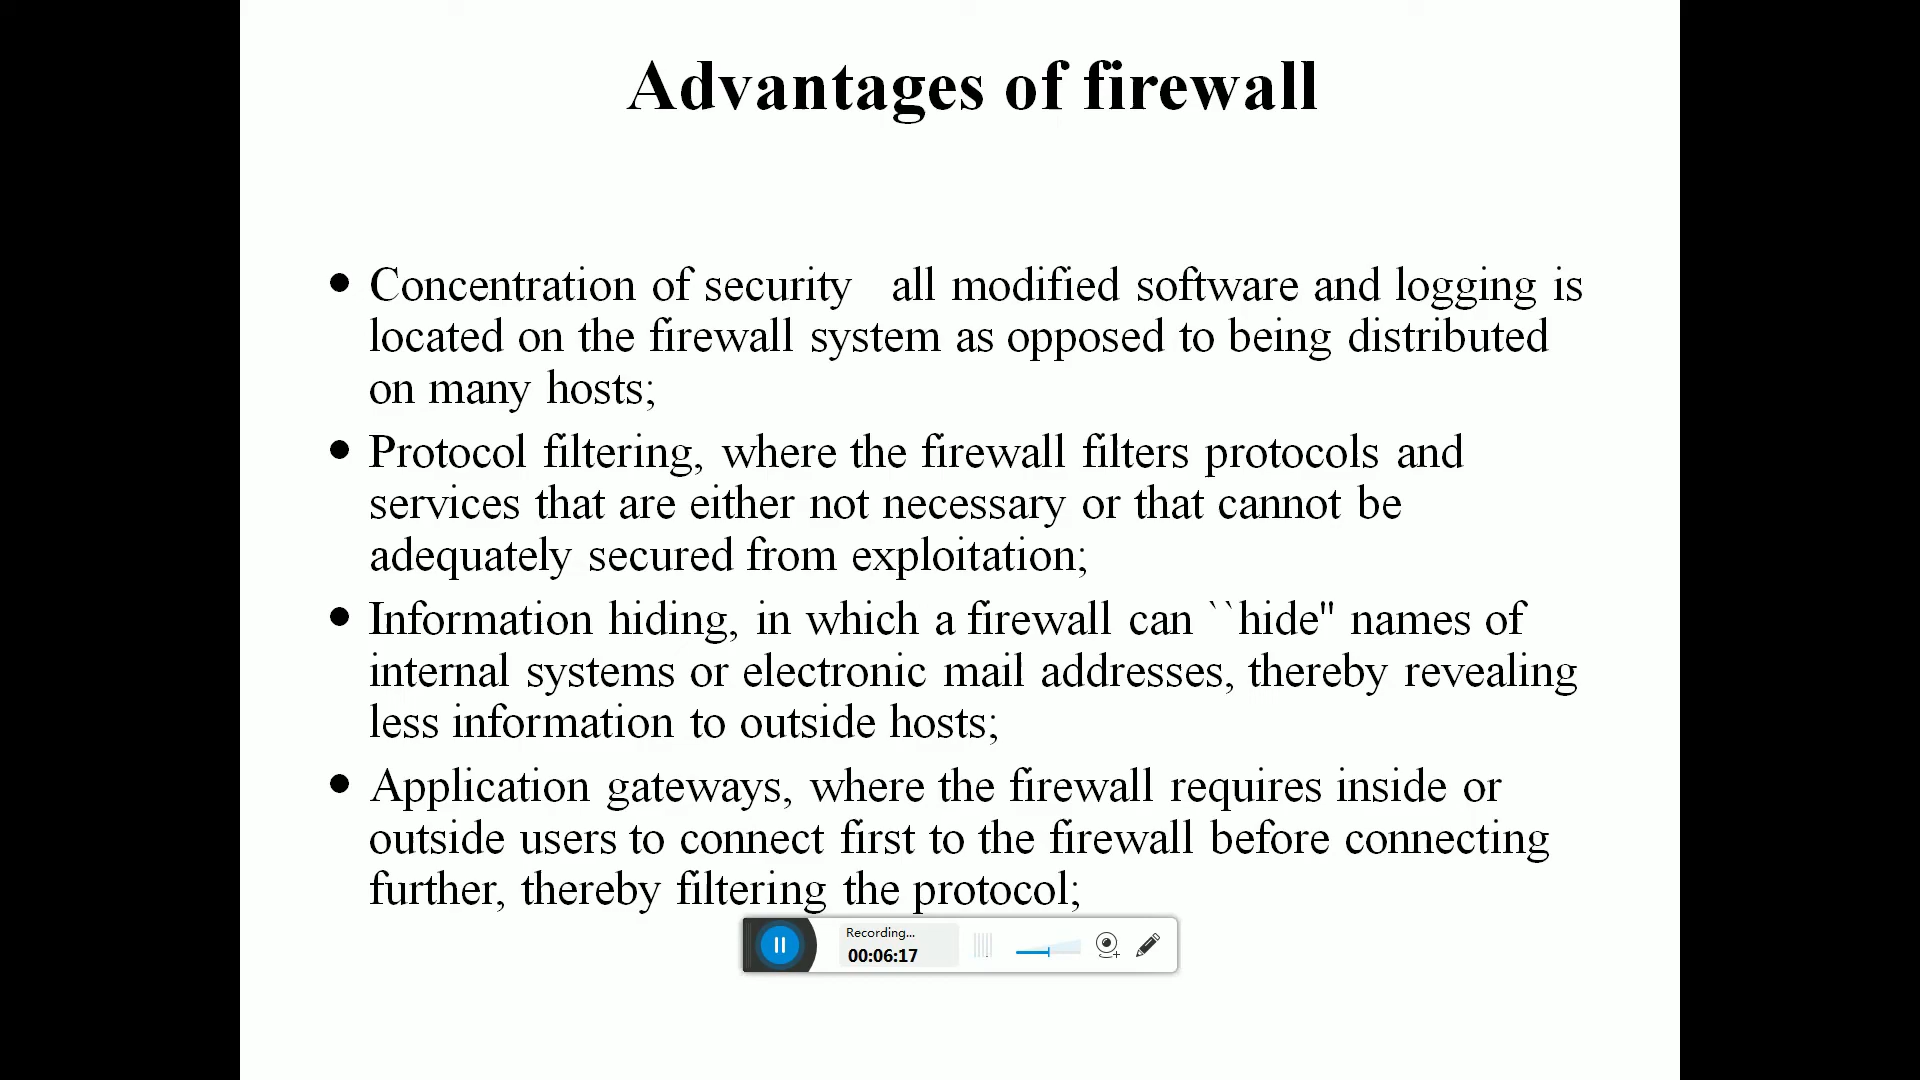 Advantages of firewall
• Concentration of security   all modified software and logging is
located on the firewall system as opposed to being distributed
on many hosts;
• Protocol filtering, where the firewall filters protocols and
services that are either not necessary or that cannot be
adequately secured from exploitation;
• Information hiding, in which a firewall can ``hide" names of
internal systems or electronic mail addresses, thereby revealing
less information to outside hosts;
• Application gateways, where the firewall requires inside or
outside users to connect first to the firewall before connecting
further, thereby filtering the protocol;
Recording...
00:06:17